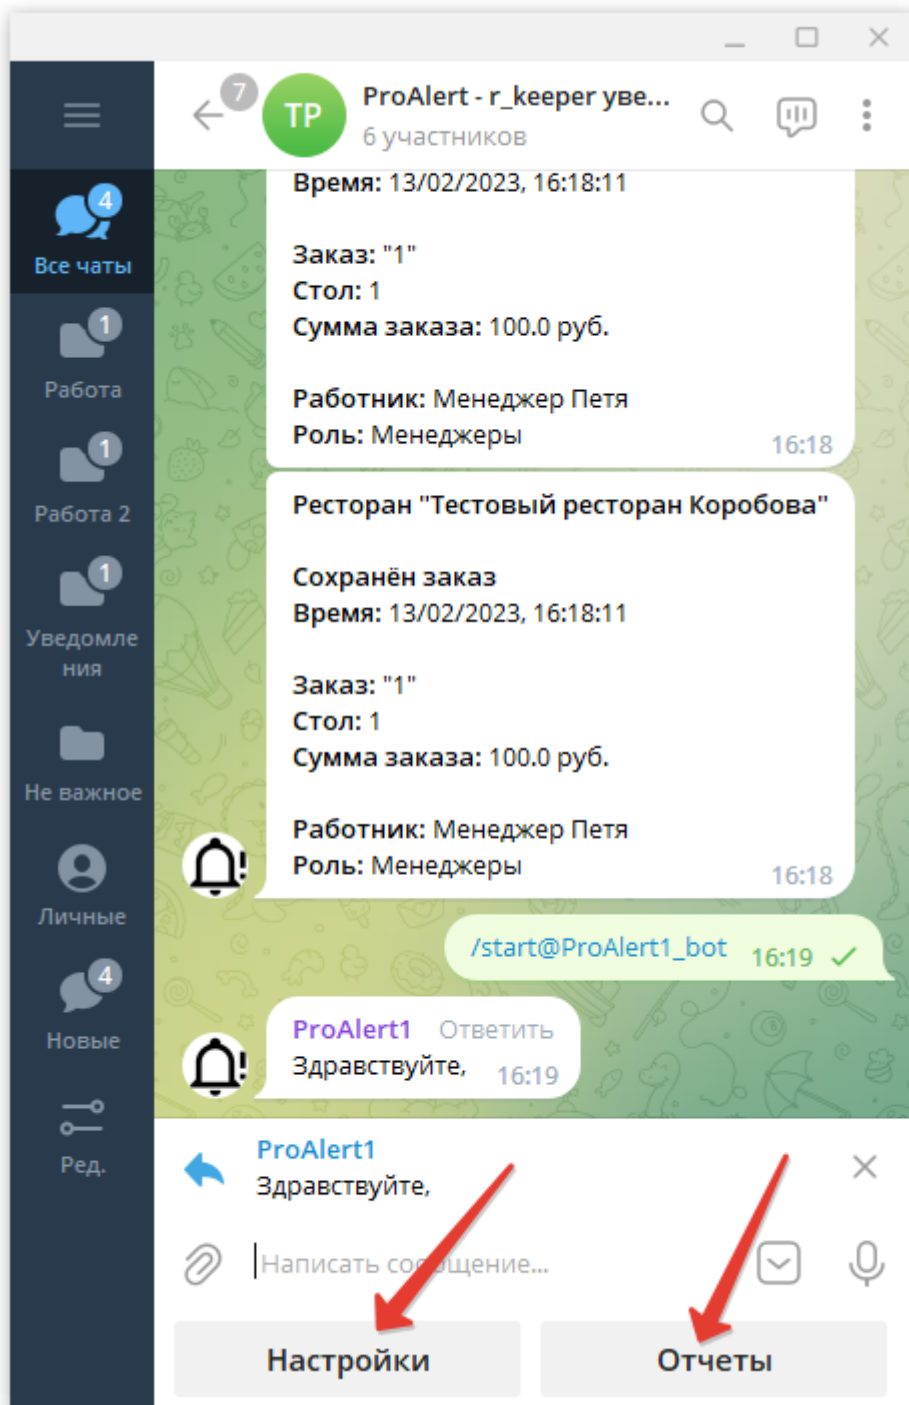 7
TP
ProAlert - r_keeper уве...
6 участников
4
Все чаты
1
Работа
1
Работа 2
1
Уведомле
ния
Не важное
Личные
4
Новые
Ред.
Время: 13/02/2023, 16:18:11
Заказ: "1"
Стол: 1
Сумма заказа: 100.0 руб.
Работник: Менеджер Петя
Роль: Менеджеры
16:18
Ресторан "Тестовый ресторан Коробова"
Сохранён заказ
Время: 13/02/2023, 16:18:11
Заказ: "1"
Стол: 1
Сумма заказа: 100.0 руб.
Работник: Менеджер Петя
Роль: Менеджеры
16:18
/start@ProAlert1_bot 16:19
ProAlert1 Ответить
Здравствуйте, 16:19
ProAlert1
Здравствуйте,
Написать сообщение...
Настройки
Отчеты